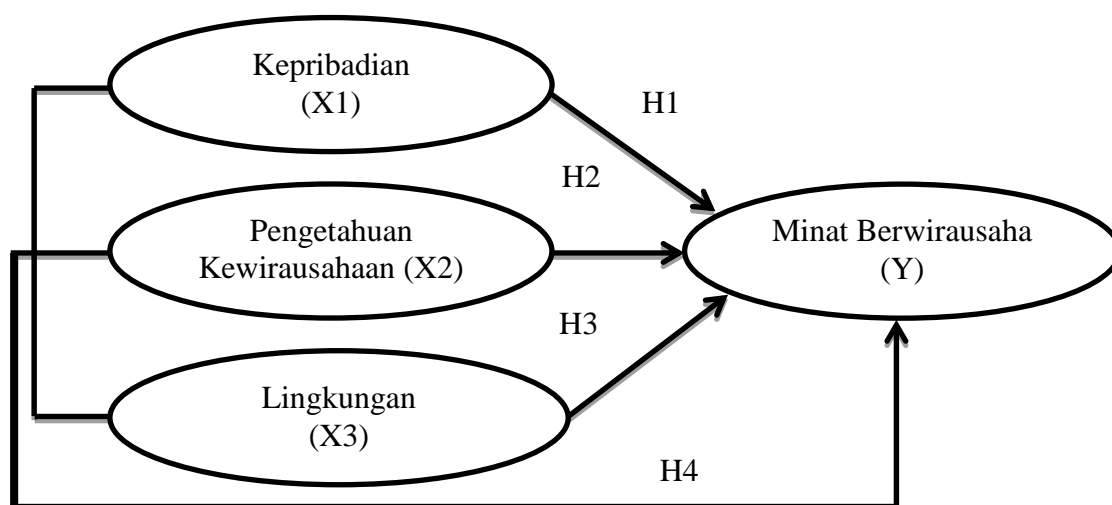 Kepribadian
(X1)
H1
H2
Pengetahuan
Kewirausahaan (X2)
Minat Berwirausaha
(Y)
H3
Lingkungan
(X3)
H4